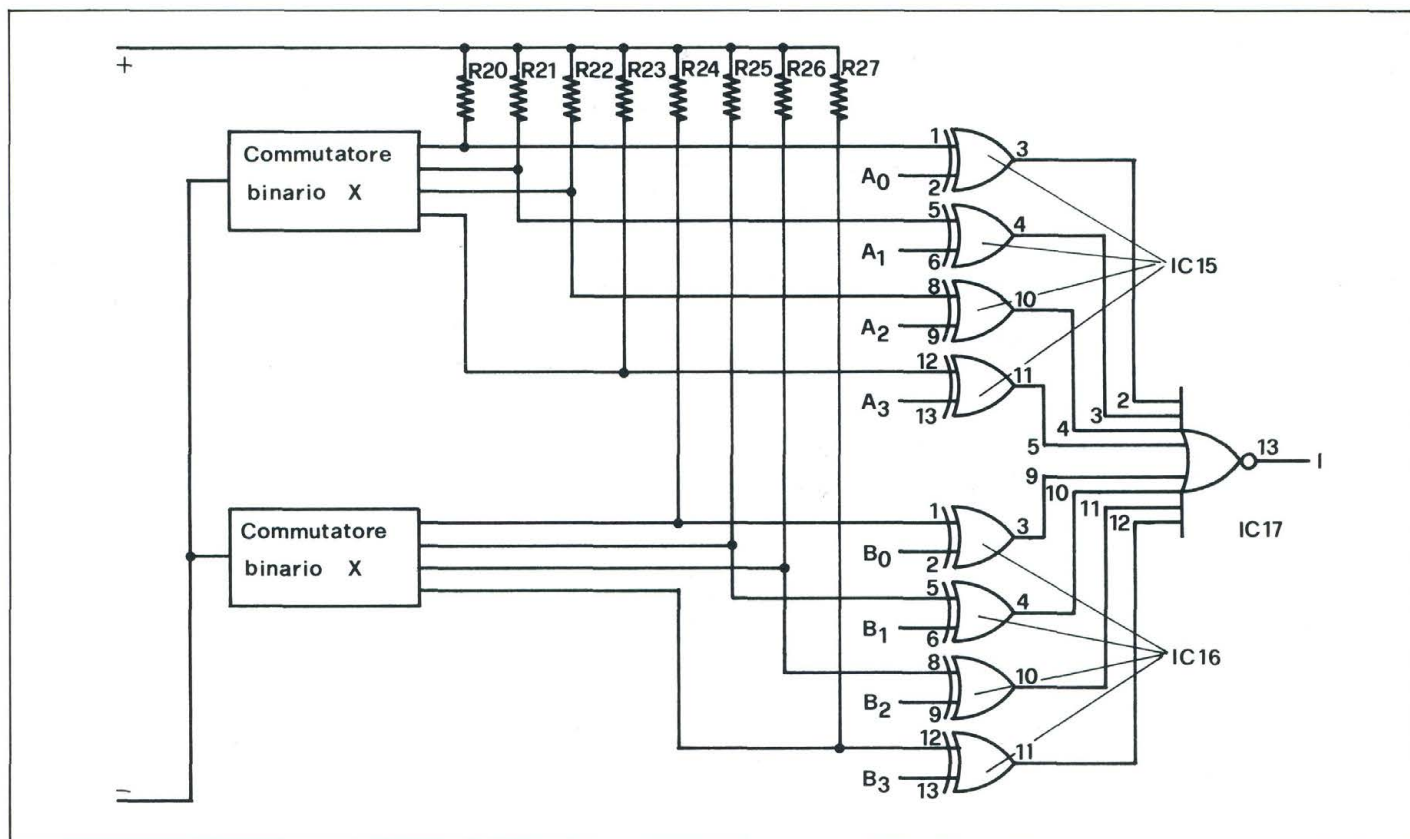 +
R20 R21 R22 R23 R24 R25 R26 R27
Commutatore
binario X
1
A0
2
3
5
A1
6
4
IC15
8
A2
9
10
12
A3
13
11
2
3
4
5
9
10
11
12
13
I
IC17
Commutatore
binario X
1
B0
2
3
5
B1
6
4
IC16
8
B2
9
10
12
B3
13
11
−